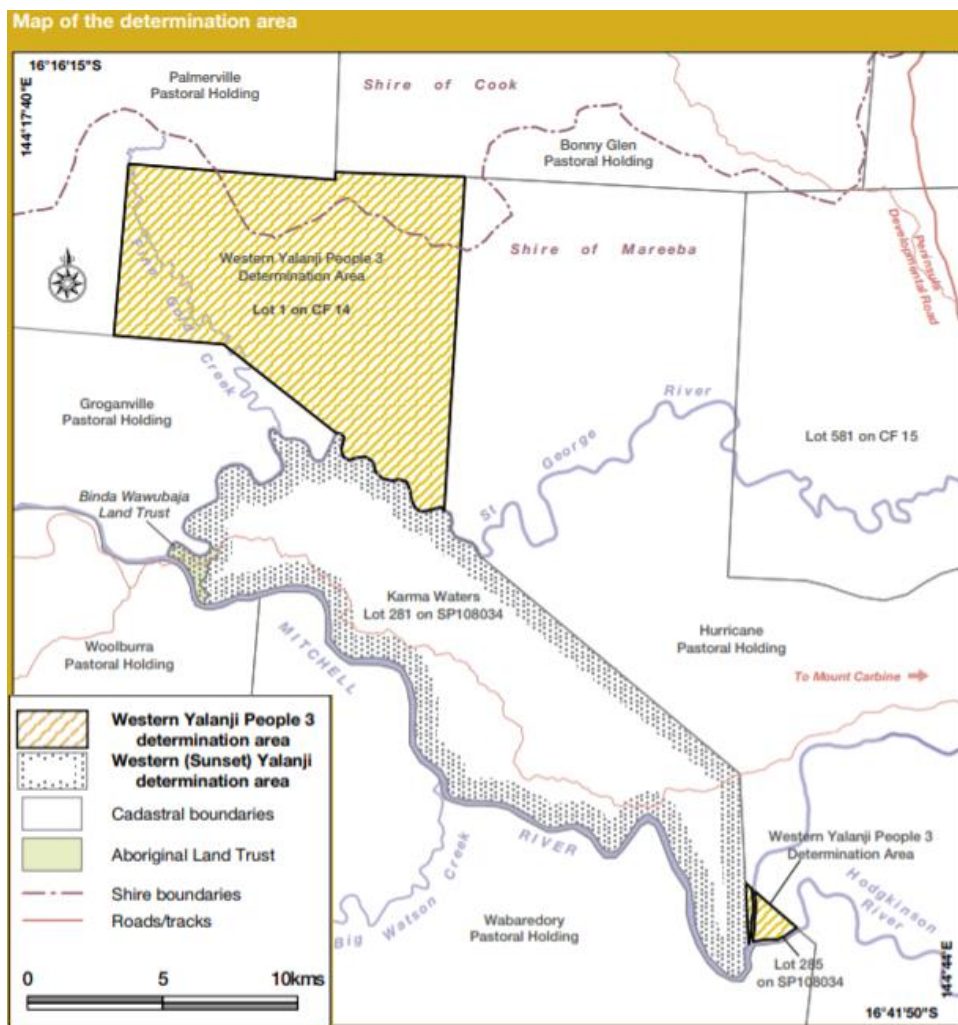 Map of the determination area
16°16'15"S
144°17'40"E
Palmerville
Pastoral Holding
Shire of Cook
Bonny Glen
Pastoral Holding
Shire of Mareeba
Peninsula
Developmental Road
Western Yalanji People 3
Determination Area
Lot 1 on CF 14
Fine Gold Creek
Groganville
Pastoral Holding
St George River
Lot 581 on CF 15
Binda Wawubaja
Land Trust
Karma Waters
Lot 281 on SP108034
Hurricane
Pastoral Holding
Woolburra
Pastoral Holding
MITCHELL RIVER
To Mount Carbine
Western Yalanji People 3
determination area
Western (Sunset) Yalanji
determination area
Cadastral boundaries
Aboriginal Land Trust
Shire boundaries
Roads/tracks
0 5 10kms
Big Watson Creek
Wabaredory
Pastoral Holding
Western Yalanji People 3
Determination Area
Hodgkinson
River
Lot 285
on SP108034
144°44'E
16°41'50"S